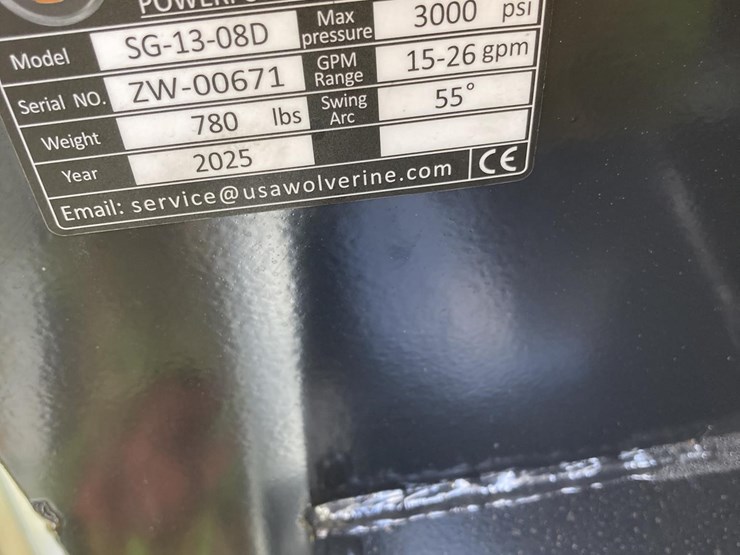 Model SG-13-08D Max pressure 3000 psi
Serial NO. ZW-00671 GPM Range 15-26 gpm
Weight 780 lbs Swing Arc 55°
Year 2025
Email: service@usawolverine.com CE